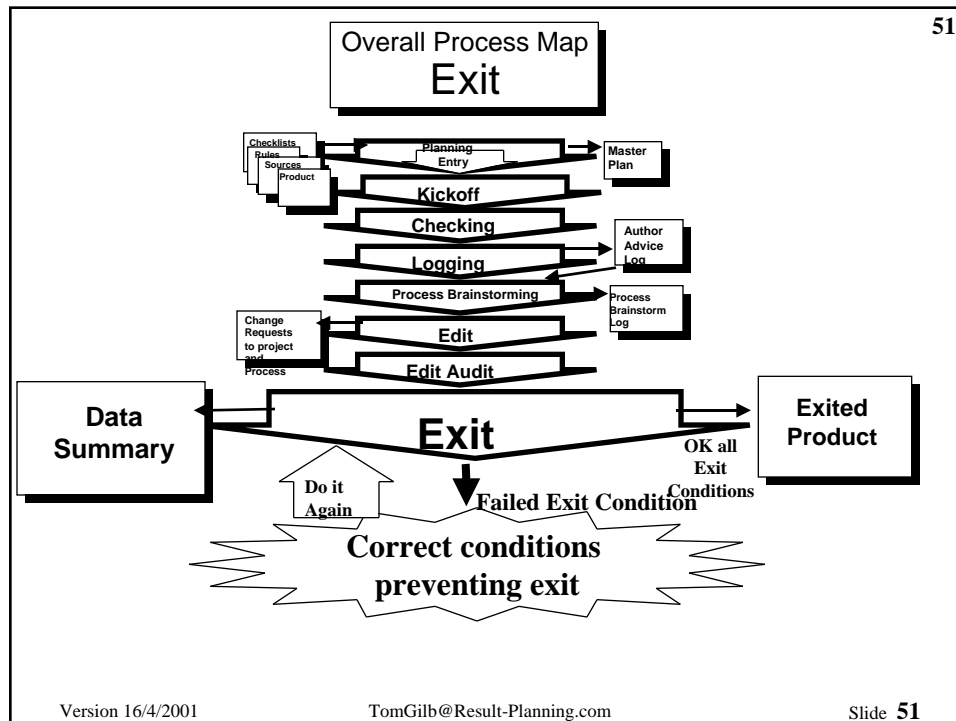 51
Overall Process Map
Exit
Checklists
Rules
Sources
Product
Planning
Entry
Master
Plan
Kickoff
Checking
Author
Advice
Log
Logging
Process Brainstorming
Process
Brainstorm
Log
Change
Requests
to project
and
Process
Edit
Edit Audit
Data
Summary
Exit
Exited
Product
OK all
Exit
Conditions
Do it
Again
Failed Exit Condition
Correct conditions
preventing exit
Version 16/4/2001
TomGilb@Result-Planning.com
Slide 51